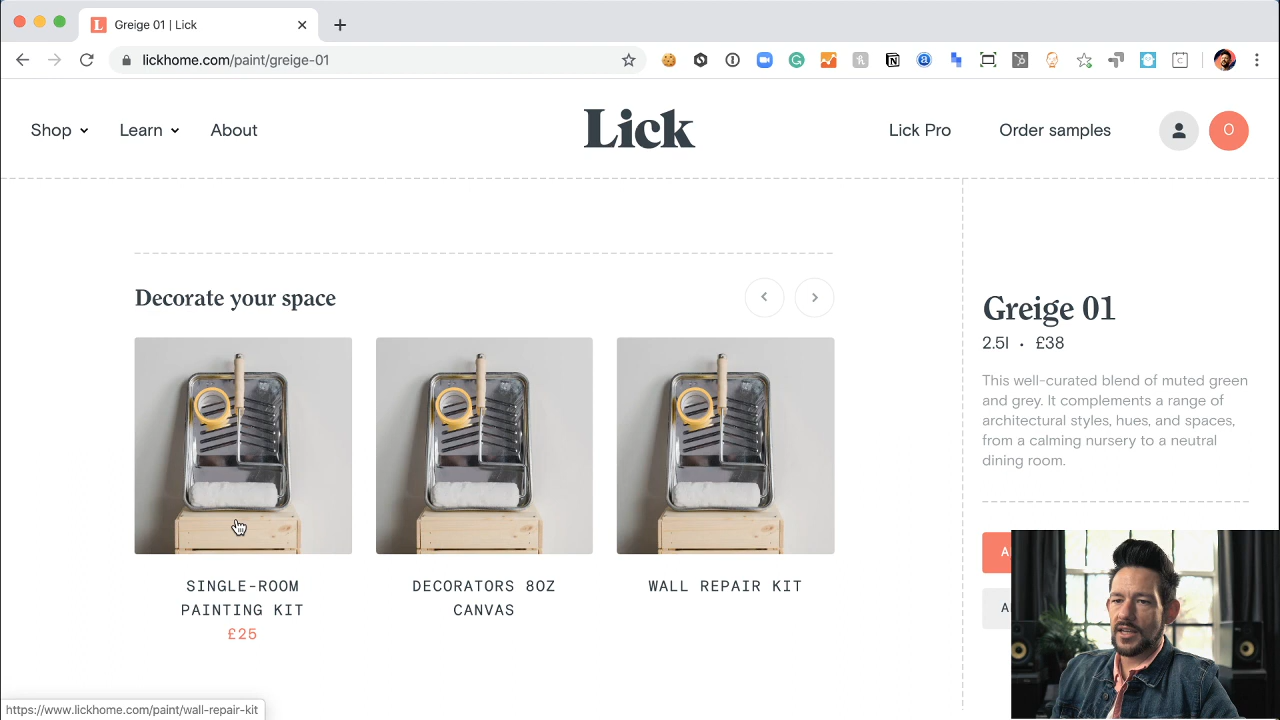 Greige 01 | Lick
lickhome.com/paint/greige-01
Shop
Learn
About
Lick
Lick Pro
Order samples
0
Decorate your space
SINGLE-ROOM
PAINTING KIT
£25
DECORATORS 8OZ
CANVAS
WALL REPAIR KIT
Greige 01
2.5l · £38
This well-curated blend of muted green
and grey. It complements a range of
architectural styles, hues, and spaces,
from a calming nursery to a neutral
dining room.
https://www.lickhome.com/paint/wall-repair-kit